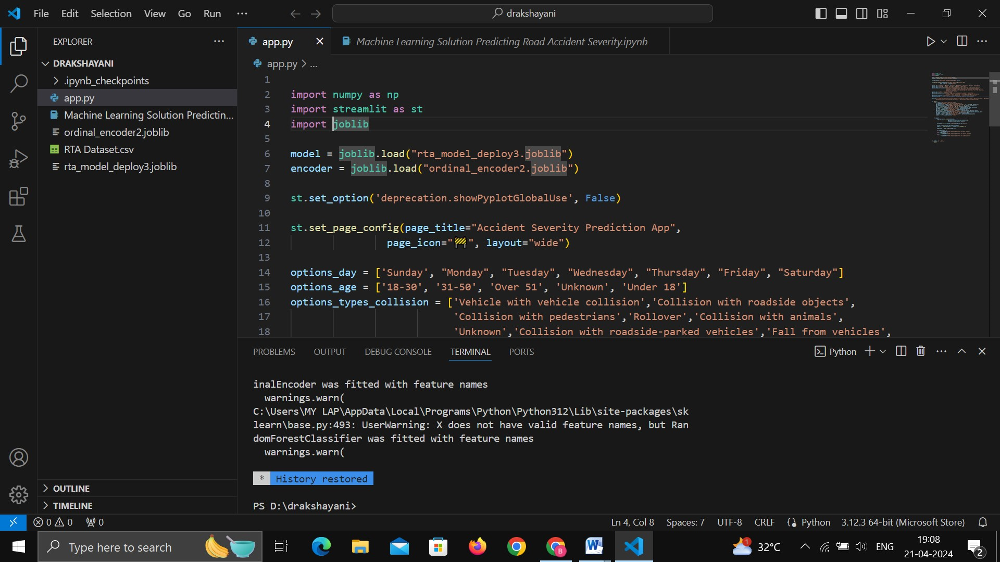 File Edit Selection View Go Run ...
drakshayani
EXPLORER
DRAKSHAYANI
.ipynb_checkpoints
app.py
Machine Learning Solution Predictin...
ordinal_encoder2.joblib
RTA Dataset.csv
rta_model_deploy3.joblib
OUTLINE
TIMELINE
app.py
Machine Learning Solution Predicting Road Accident Severity.ipynb
app.py > ...
1
2 import numpy as np
3 import streamlit as st
4 import joblib
5
6 model = joblib.load("rta_model_deploy3.joblib")
7 encoder = joblib.load("ordinal_encoder2.joblib")
8
9 st.set_option('deprecation.showPyplotGlobalUse', False)
10
11 st.set_page_config(page_title="Accident Severity Prediction App",
12 page_icon="🚧", layout="wide")
13
14 options_day = ['Sunday', "Monday", "Tuesday", "Wednesday", "Thursday", "Friday", "Saturday"]
15 options_age = ['18-30', '31-50', 'Over 51', 'Unknown', 'Under 18']
16 options_types_collision = ['Vehicle with vehicle collision','Collision with roadside objects',
17 'Collision with pedestrians','Rollover','Collision with animals',
18 'Unknown','Collision with roadside-parked vehicles','Fall from vehicles',
PROBLEMS OUTPUT DEBUG CONSOLE TERMINAL PORTS
Python
inalEncoder was fitted with feature names
warnings.warn(
C:\Users\MY LAP\AppData\Local\Programs\Python\Python312\Lib\site-packages\sk
learn\base.py:493: UserWarning: X does not have valid feature names, but Ran
domForestClassifier was fitted with feature names
warnings.warn(
* History restored
PS D:\drakshayani>
0 0 0
Ln 4, Col 8 Spaces: 7 UTF-8 CRLF Python 3.12.3 64-bit (Microsoft Store)
Type here to search
B
W
1
32°C
ENG
19:08
21-04-2024
2